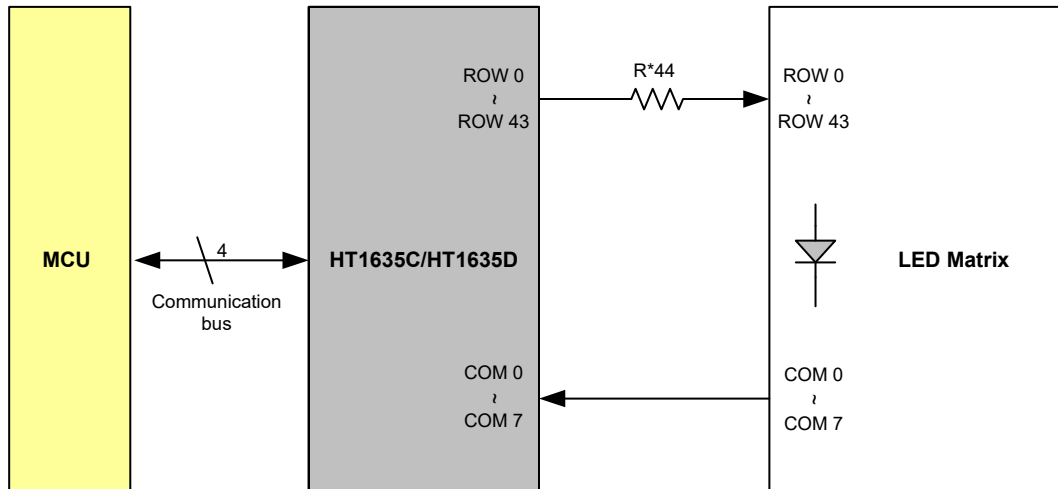 MCU
4
Communication
bus
HT1635C/HT1635D
ROW 0
~
ROW 43
COM 0
~
COM 7
R*44
ROW 0
~
ROW 43
LED Matrix
COM 0
~
COM 7